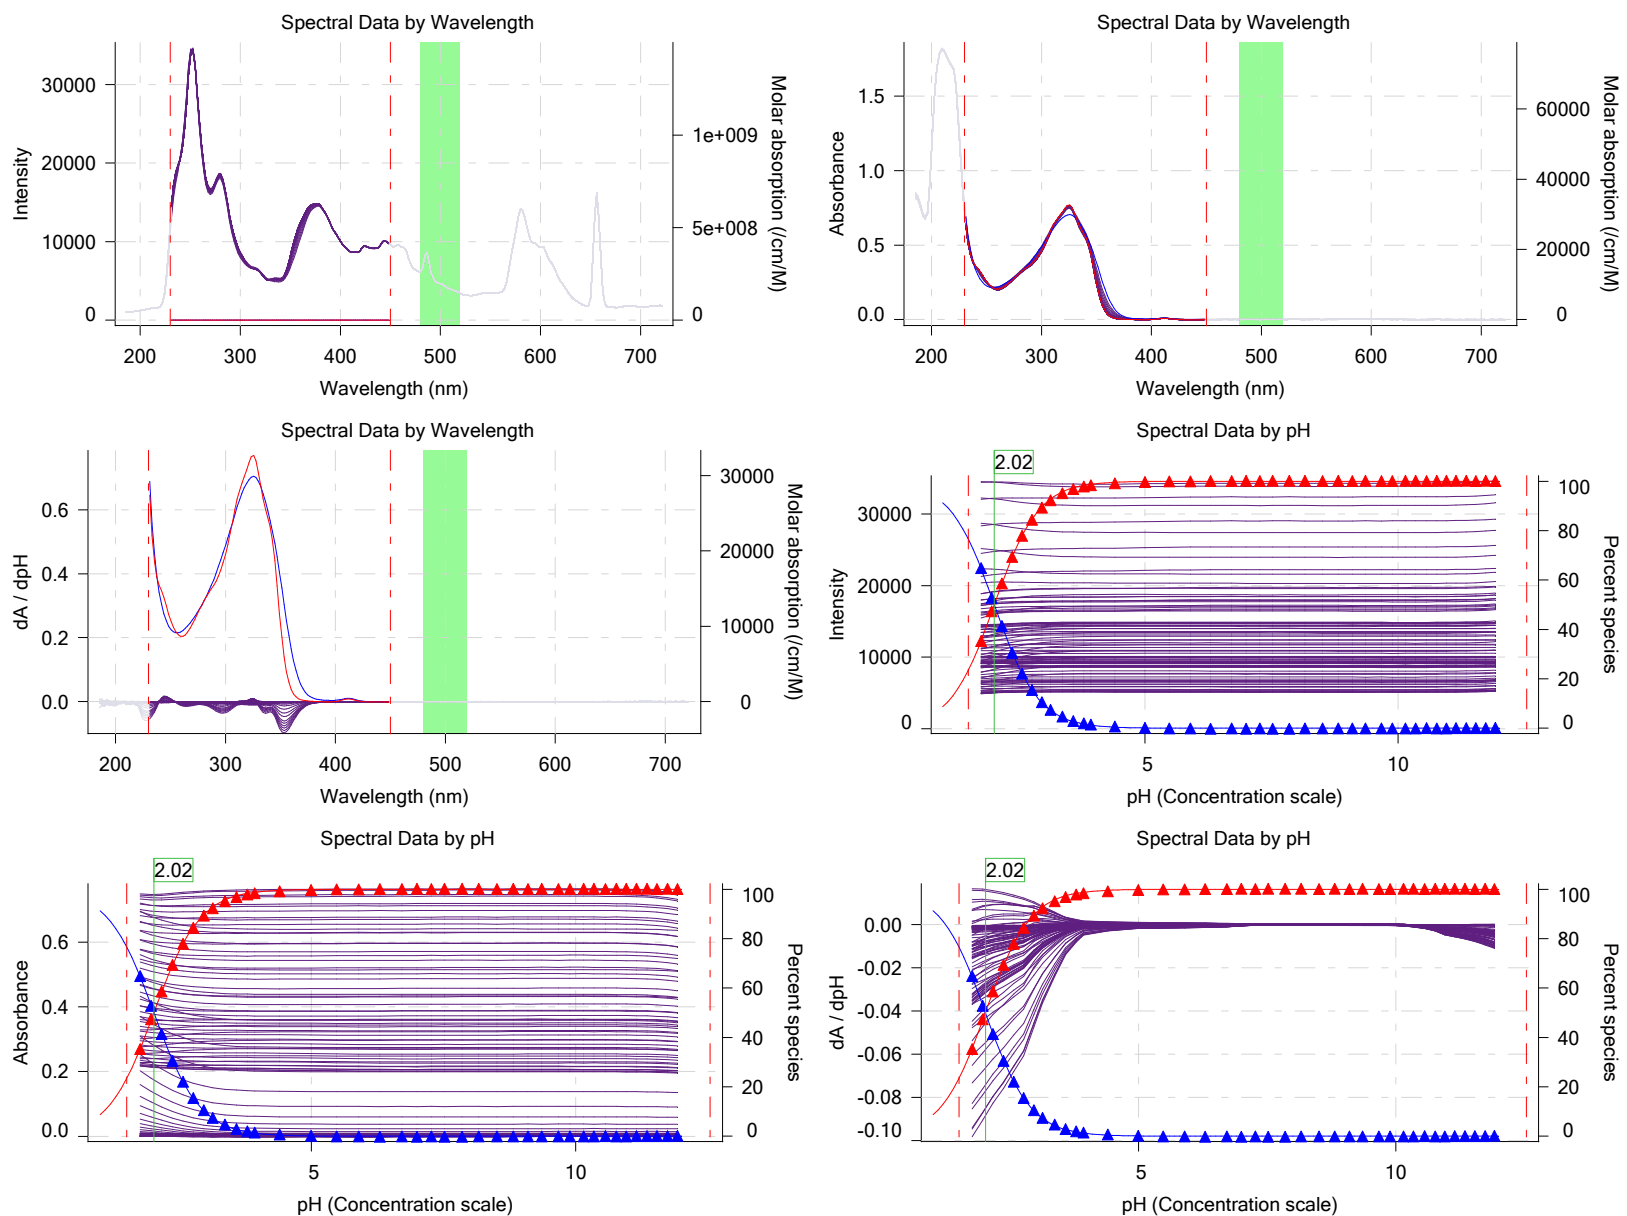 Spectral Data by Wavelength
Intensity
30000
20000
10000
0
1e+009
5e+008
0
Molar absorption (/cm/M)
200 300 400 500 600 700
Wavelength (nm)
Spectral Data by Wavelength
Absorbance
1.5
1.0
0.5
0.0
60000
40000
20000
0
Molar absorption (/cm/M)
200 300 400 500 600 700
Wavelength (nm)
Spectral Data by Wavelength
dA / dpH
0.6
0.4
0.2
0.0
30000
20000
10000
0
Molar absorption (/cm/M)
200 300 400 500 600 700
Wavelength (nm)
Spectral Data by pH
2.02
Intensity
30000
20000
10000
0
100
80
60
40
20
0
Percent species
5 10
pH (Concentration scale)
Spectral Data by pH
2.02
Absorbance
0.6
0.4
0.2
0.0
100
80
60
40
20
0
Percent species
5 10
pH (Concentration scale)
Spectral Data by pH
2.02
dA / dpH
0.00
-0.02
-0.04
-0.06
-0.08
-0.10
100
80
60
40
20
0
Percent species
5 10
pH (Concentration scale)